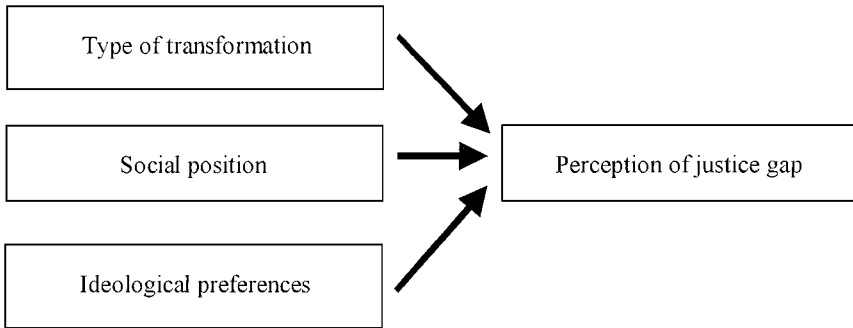 Type of transformation
Social position
Perception of justice gap
Ideological preferences